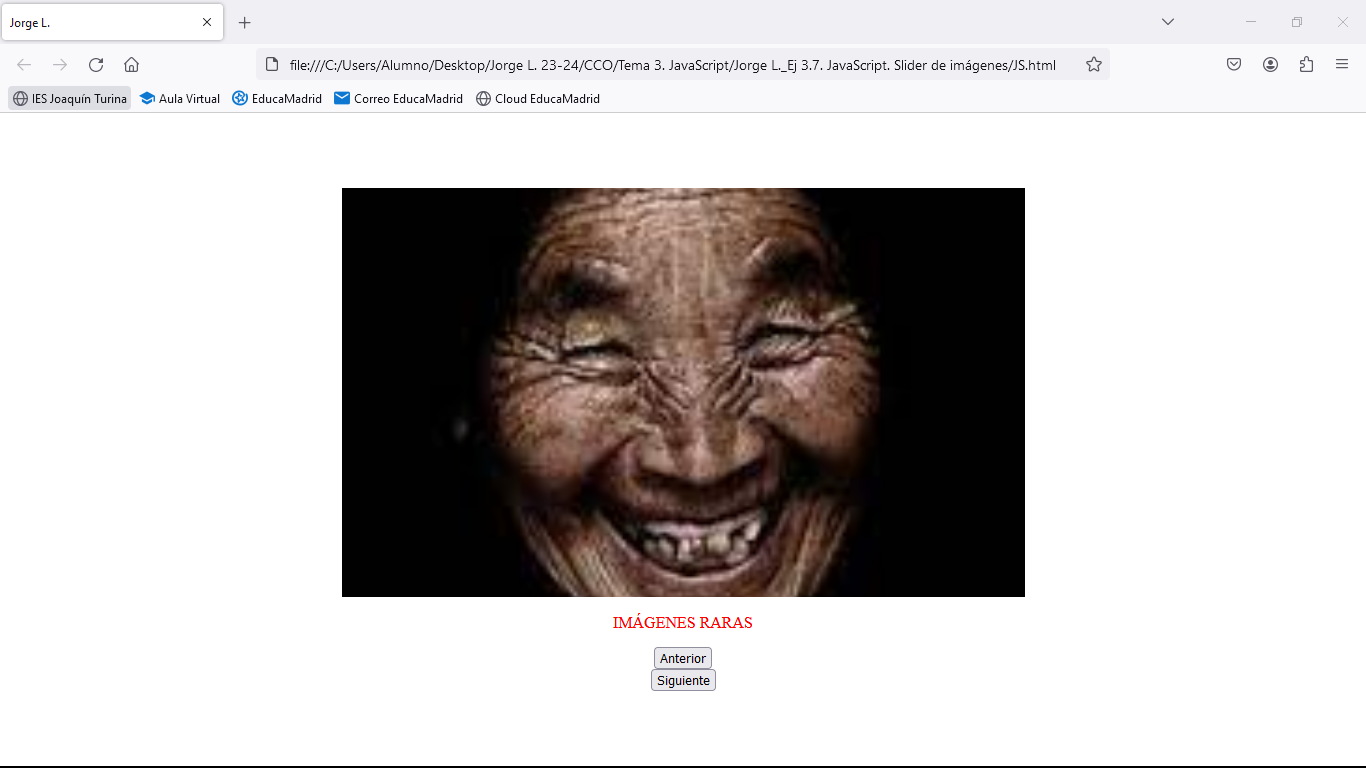 Jorge L.
file:///C:/Users/Alumno/Desktop/Jorge L. 23-24/CCO/Tema 3. JavaScript/Jorge L._Ej 3.7. JavaScript. Slider de imágenes/JS.html
IES Joaquín Turina Aula Virtual EducaMadrid Correo EducaMadrid Cloud EducaMadrid
IMÁGENES RARAS
Anterior
Siguiente